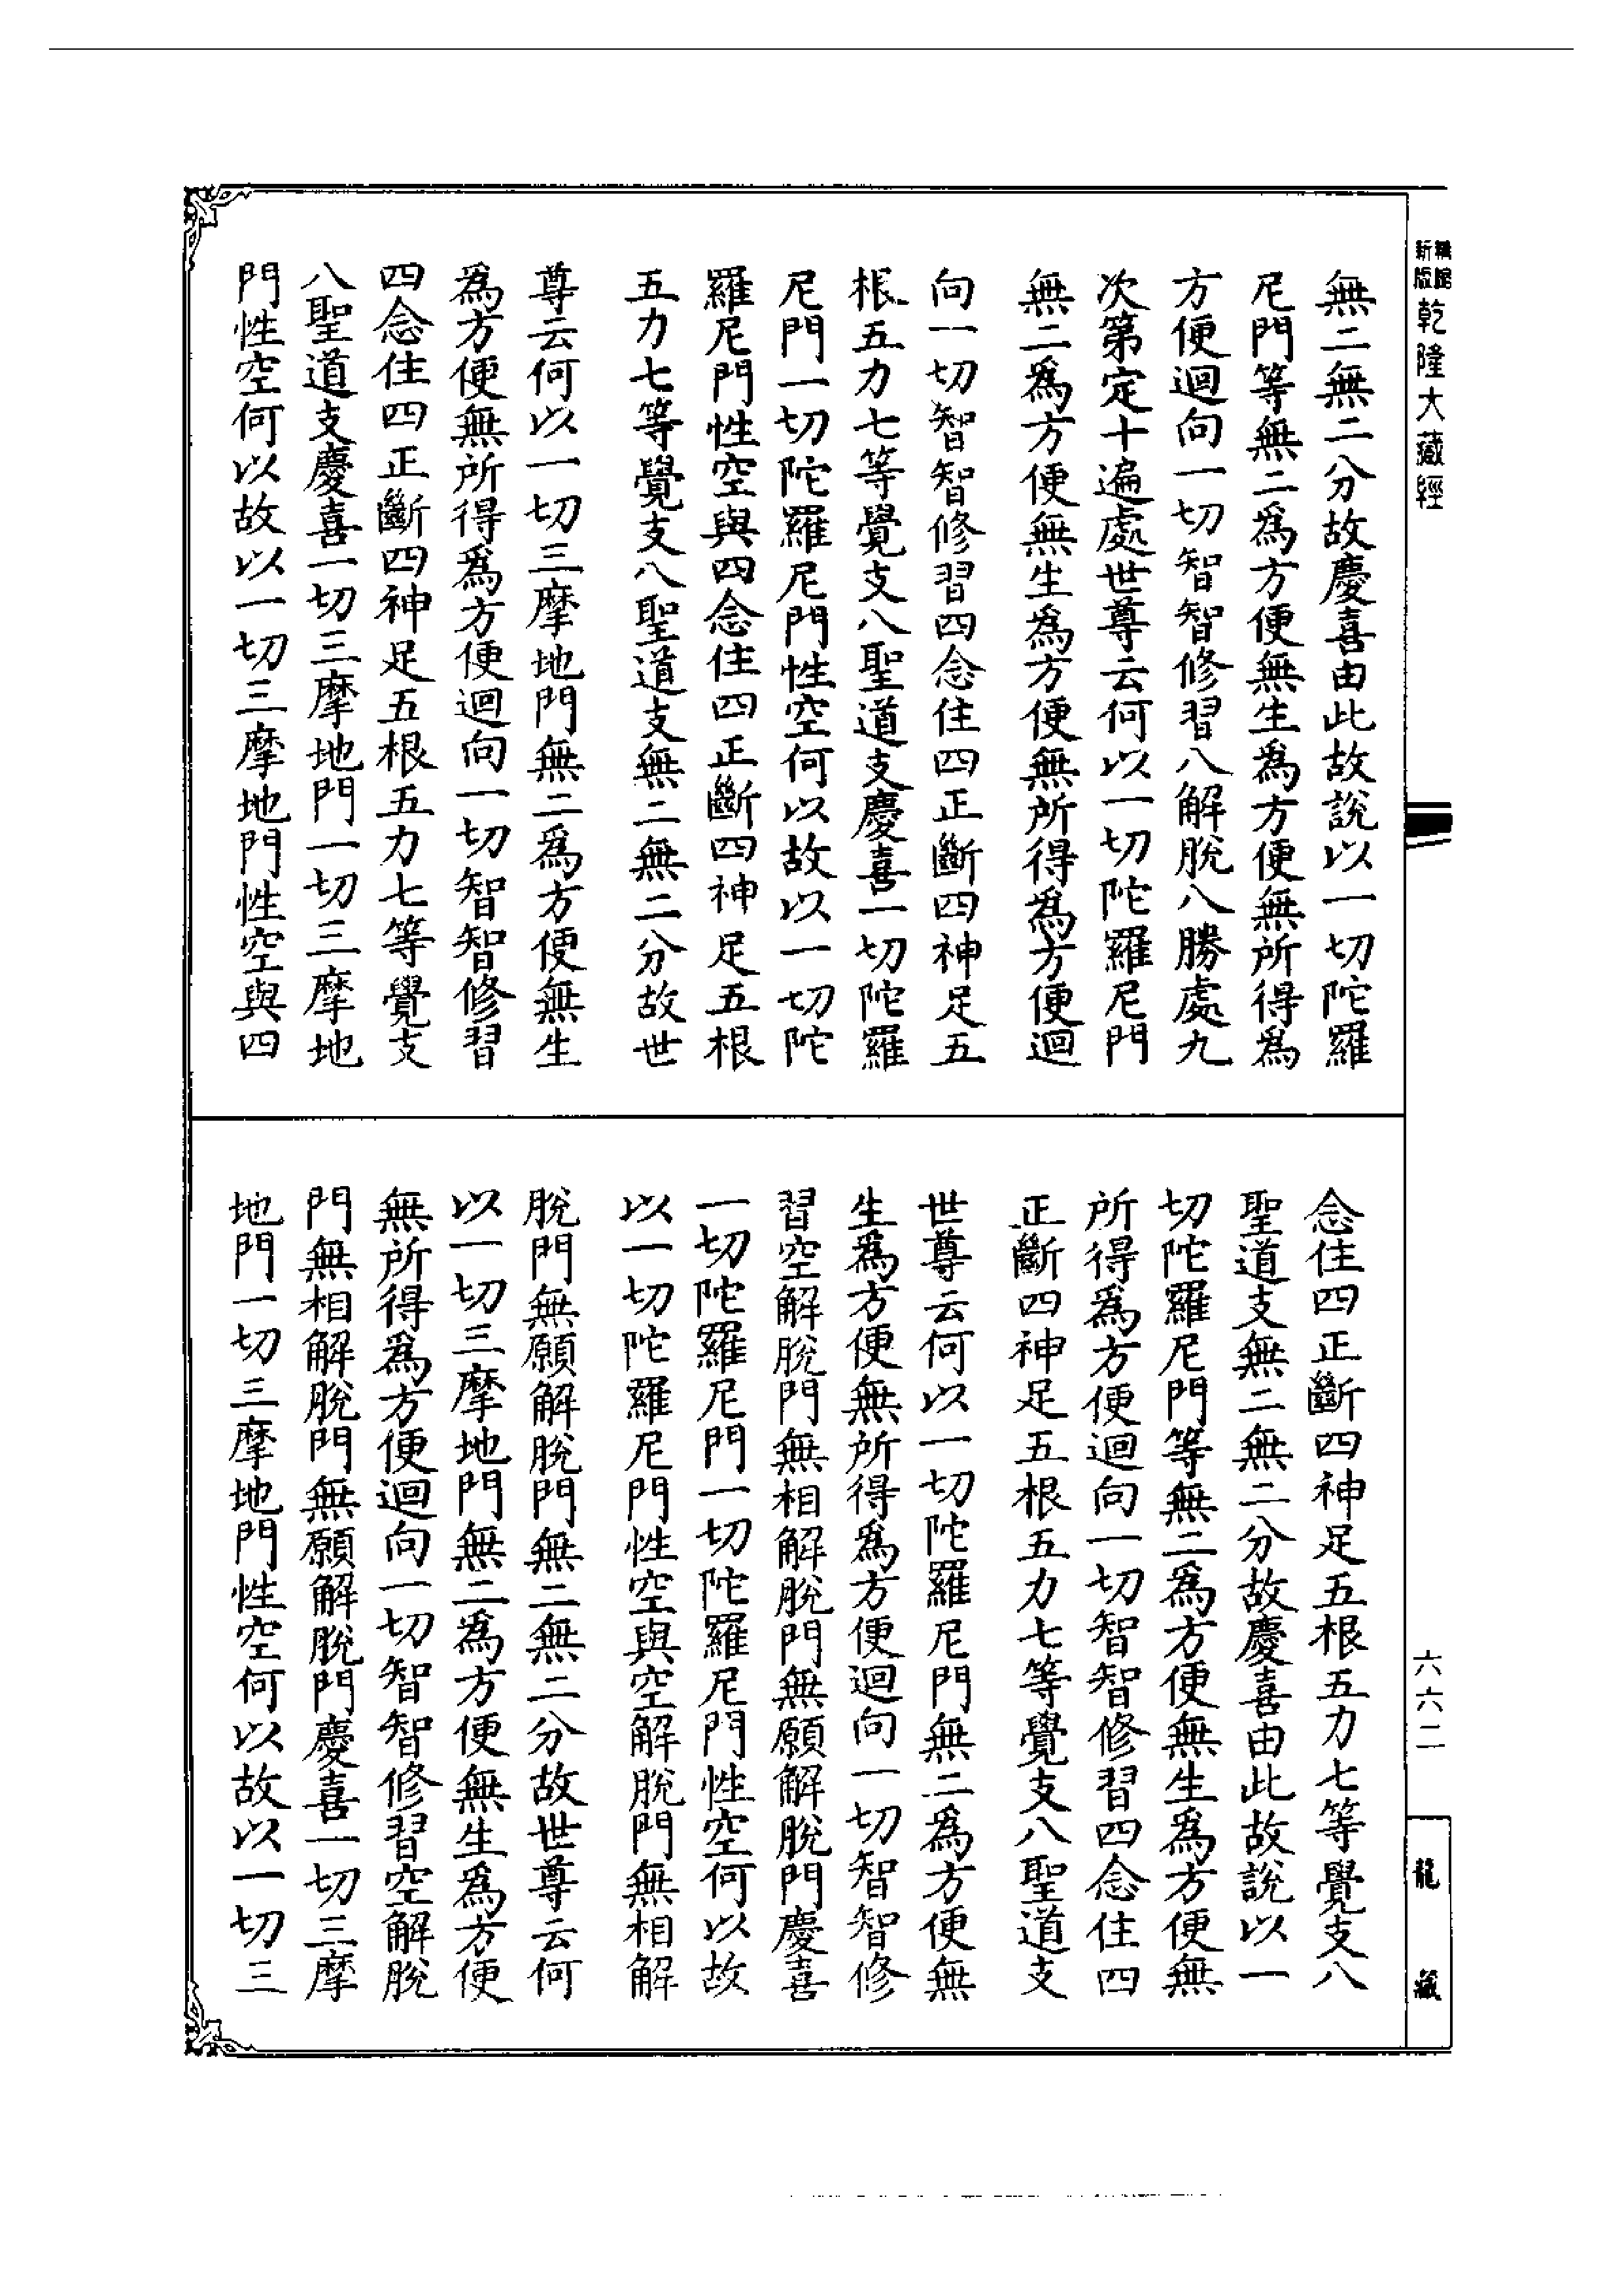 新編
版縮
乾隆大藏經
無二無二分故慶喜由此故說以一切陀羅
尼門等無二爲方便無生爲方便無所得爲
方便迴向一切智智修習八解脫八勝處九
次第定十遍處世尊云何以一切陀羅尼門
無二爲方便無生爲方便無所得爲方便迴
向一切智智修習四念住四正斷四神足五
根五力七等覺支八聖道支慶喜一切陀羅
尼門一切陀羅尼門性空何以故以一切陀
羅尼門性空與四念住四正斷四神足五根
五力七等覺支八聖道支無二無二分故世
尊云何以一切三摩地門無二爲方便無生
爲方便無所得爲方便迴向一切智智修習
四念住四正斷四神足五根五力七等覺支
八聖道支慶喜一切三摩地門一切三摩地
門性空何以故以一切三摩地門性空與四
念住四正斷四神足五根五力七等覺支八
聖道支無二無二分故慶喜由此故說以一
切陀羅尼門等無二爲方便無生爲方便無
所得爲方便迴向一切智智修習四念住四
正斷四神足五根五力七等覺支八聖道支
世尊云何以一切陀羅尼門無二爲方便無
生爲方便無所得爲方便迴向一切智智修
習空解脫門無相解脫門無願解脫門慶喜
一切陀羅尼門一切陀羅尼門性空何以故
以一切陀羅尼門性空與空解脫門無相解
脫門無願解脫門無二無二分故世尊云何
以一切三摩地門無二爲方便無生爲方便
無所得爲方便迴向一切智智修習空解脫
門無相解脫門無願解脫門慶喜一切三摩
地門一切三摩地門性空何以故以一切三
六六二
龍藏